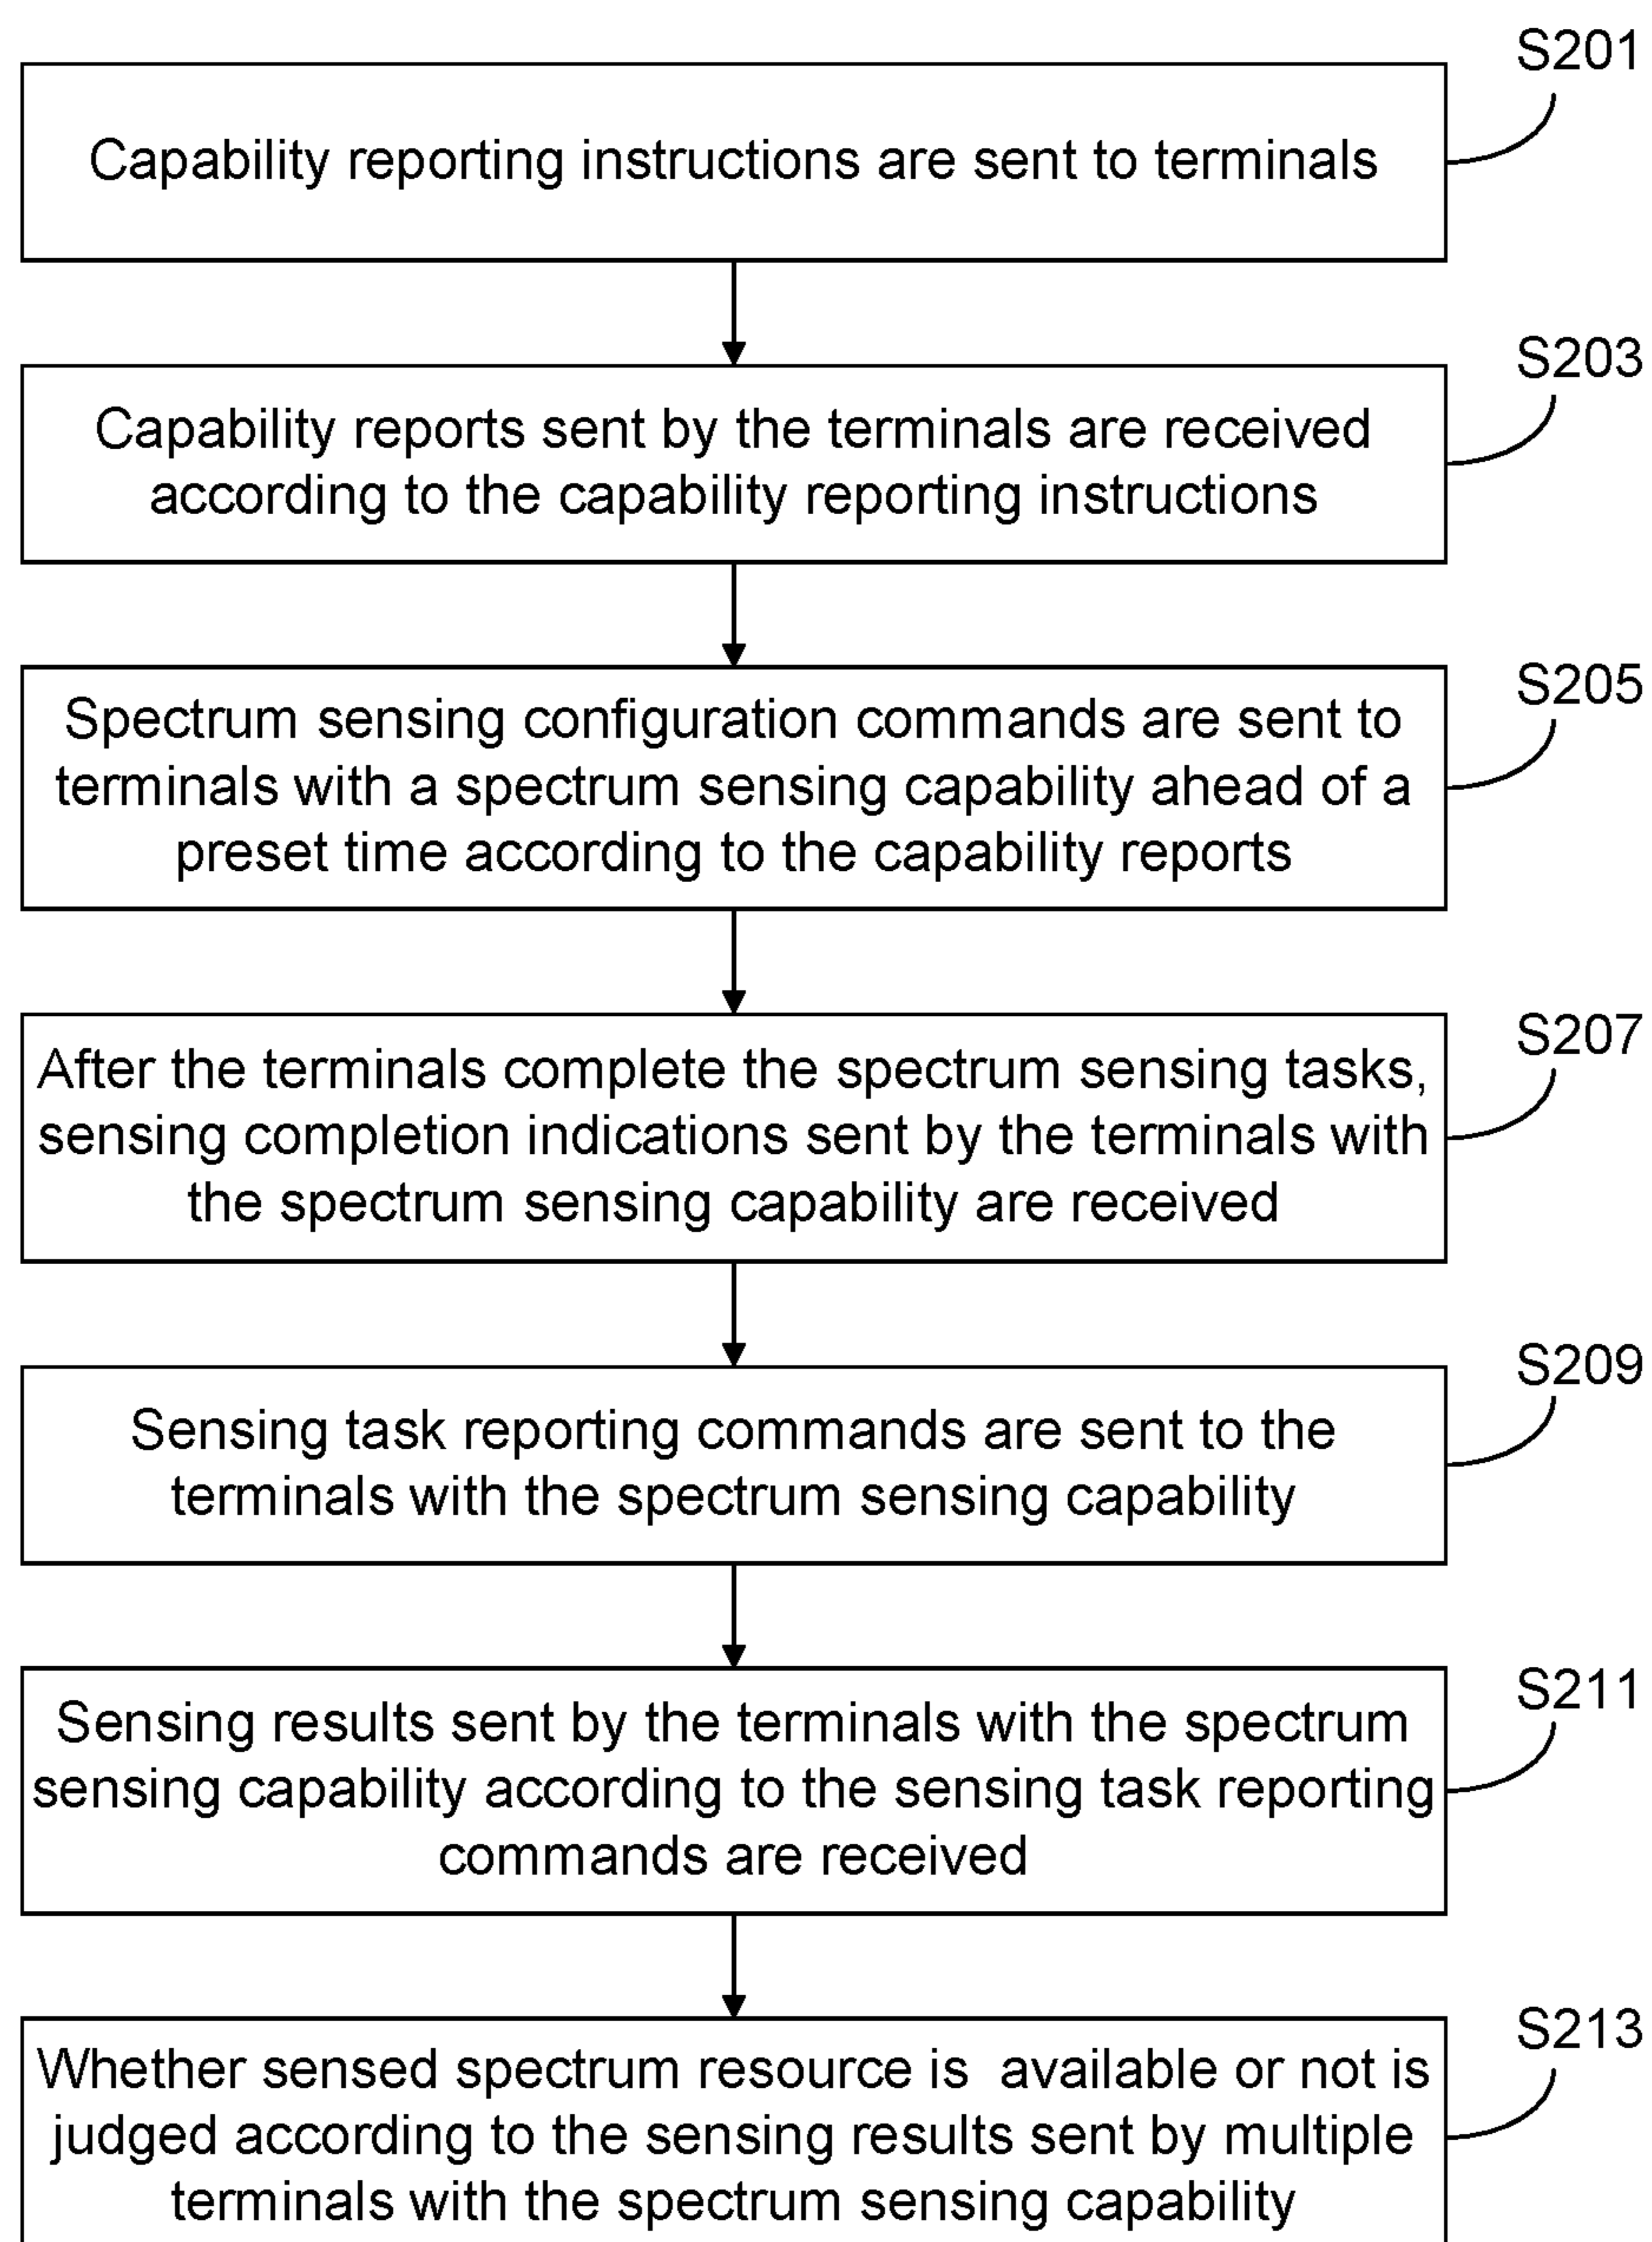 S201
Capability reporting instructions are sent to terminals
S203
Capability reports sent by the terminals are received
according to the capability reporting instructions
S205
Spectrum sensing configuration commands are sent to
terminals with a spectrum sensing capability ahead of a
preset time according to the capability reports
S207
After the terminals complete the spectrum sensing tasks,
sensing completion indications sent by the terminals with
the spectrum sensing capability are received
S209
Sensing task reporting commands are sent to the
terminals with the spectrum sensing capability
S211
Sensing results sent by the terminals with the spectrum
sensing capability according to the sensing task reporting
commands are received
S213
Whether sensed spectrum resource is available or not is
judged according to the sensing results sent by multiple
terminals with the spectrum sensing capability